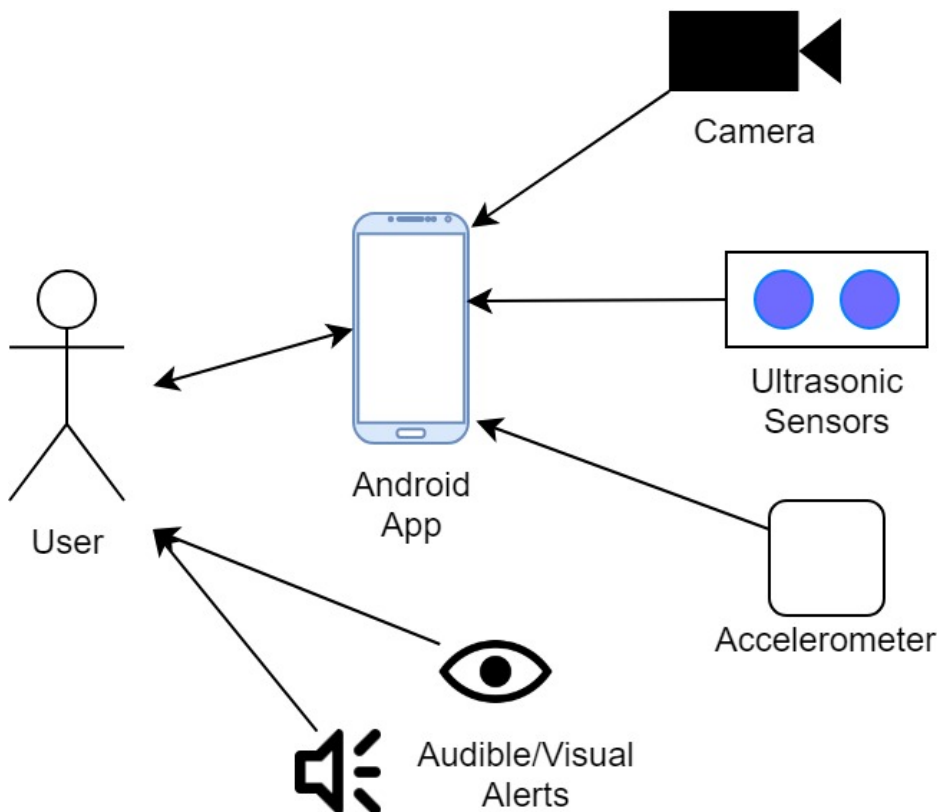 Camera
Ultrasonic
Sensors
Android
App
User
Accelerometer
Audible/Visual
Alerts